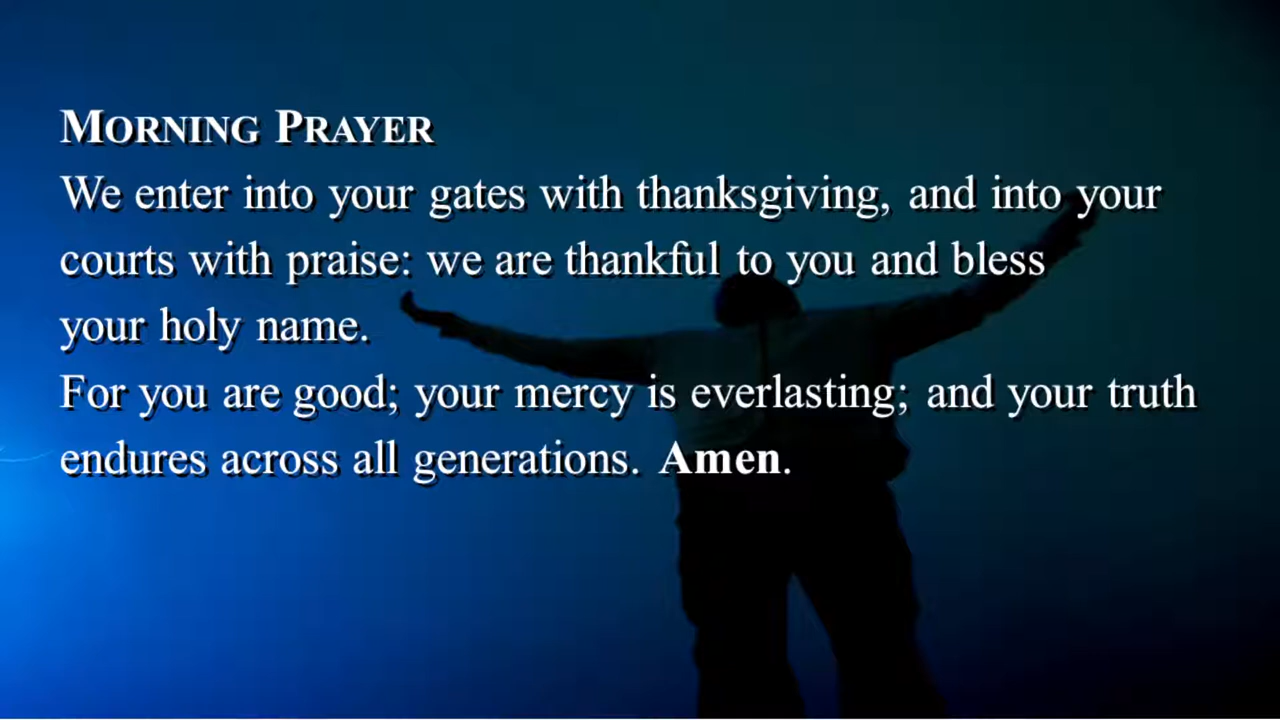 MORNING PRAYER
We enter into your gates with thanksgiving, and into your
courts with praise: we are thankful to you and bless
your holy name.
For you are good; your mercy is everlasting; and your truth
endures across all generations. Amen.